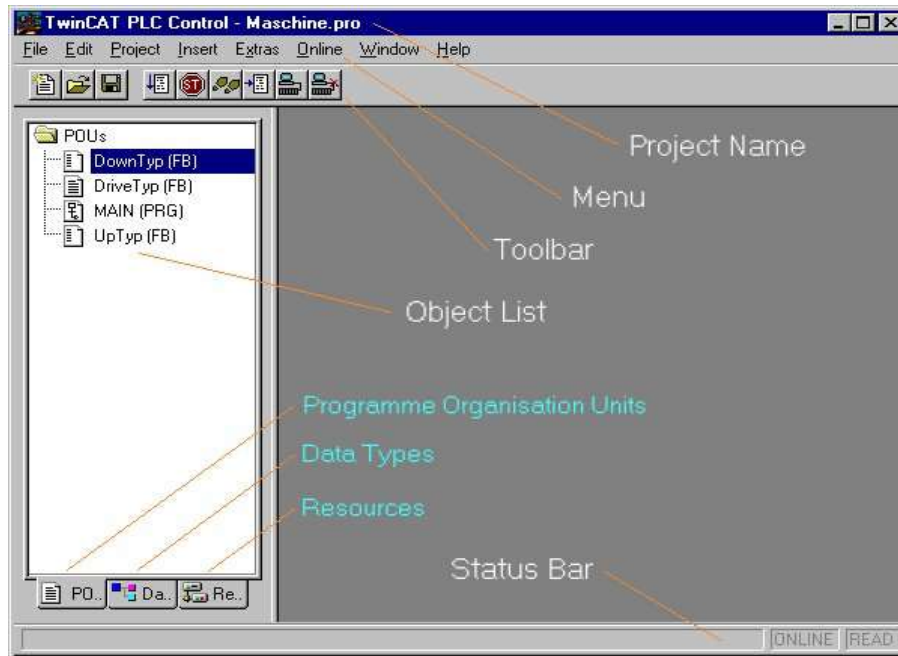 TwinCAT PLC Control - Maschine.pro
File Edit Project Insert Extras Online Window Help
POUs
DownTyp (FB)
DriveTyp (FB)
MAIN (PRG)
UpTyp (FB)
Project Name
Menu
Toolbar
Object List
Programme Organisation Units
Data Types
Resources
Status Bar
PO.. Da.. Re..
ONLINE READ